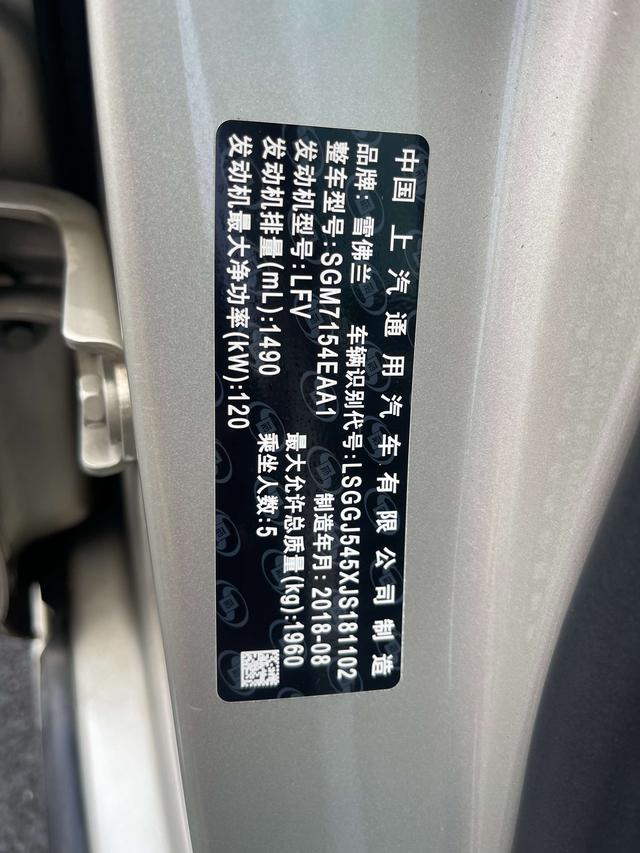 中国 上汽通用汽车有限公司制造
品牌: 雪佛兰 车辆识别代号:LSGGJ545XJS181102
整车型号:SGM7154EAA1 制造年月: 2018-08
发动机型号:LFV 最大允许总质量(kg):1960
发动机排量(mL):1490 乘坐人数:5
发动机最大净功率(kW):120